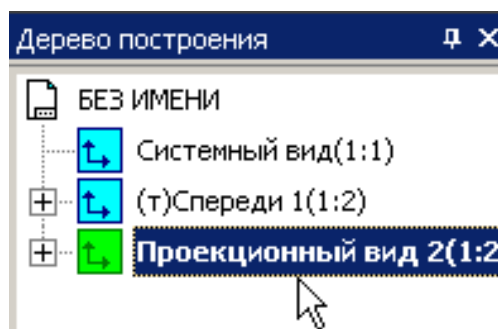 Дерево построения
БЕЗ ИМЕНИ
Системный вид(1:1)
(т)Спереди 1(1:2)
Проекционный вид 2(1:2